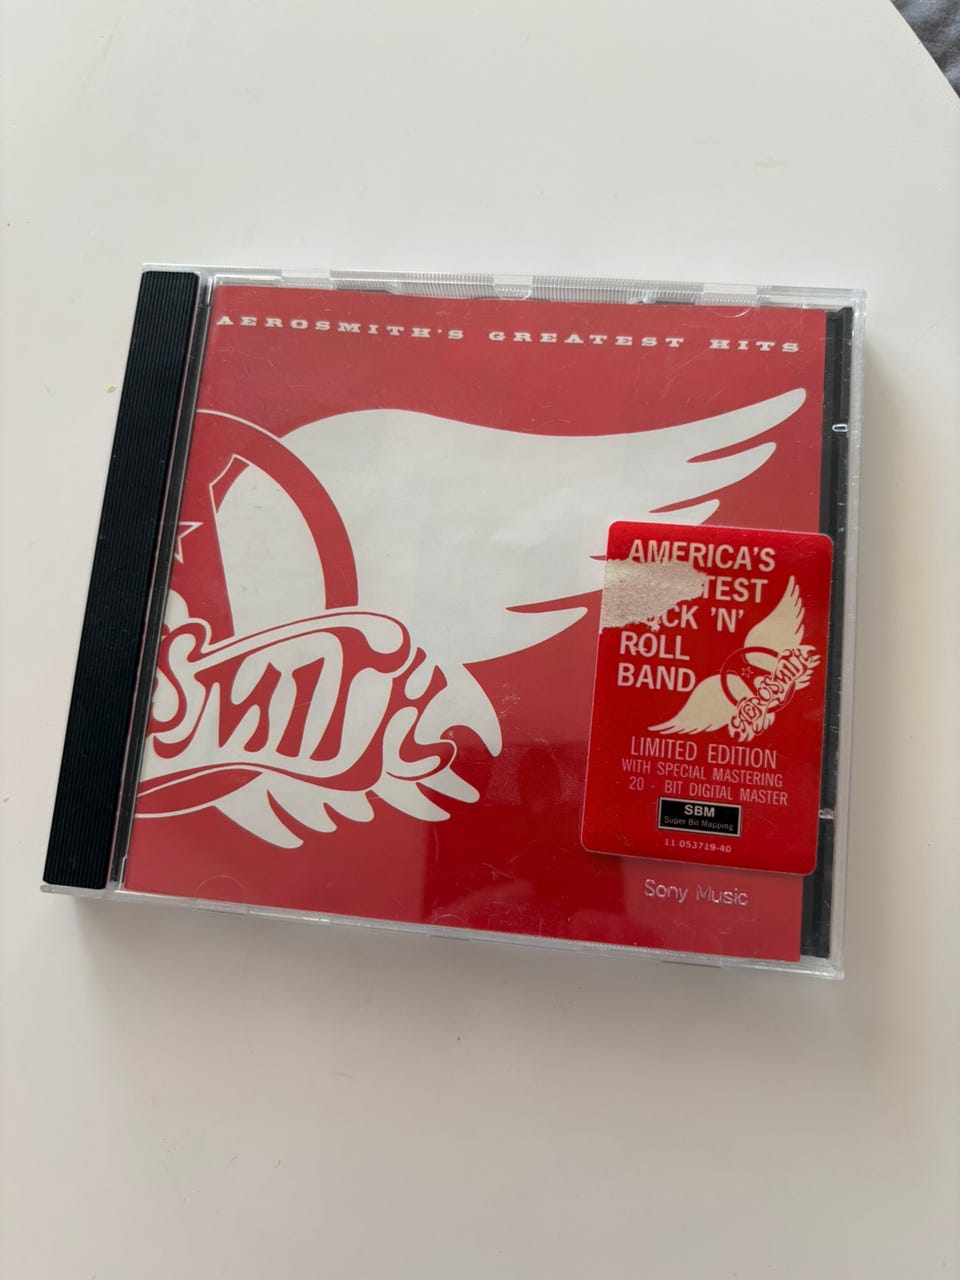 AEROSMITH'S GREATEST HITS
SMITH
®
AMERICA'S
TEST
CK 'N'
ROLL
BAND
AEROSMITH
LIMITED EDITION
WITH SPECIAL MASTERING
20 - BIT DIGITAL MASTER
SBM
Super Bit Mapping
11-053719-40
Sony Music